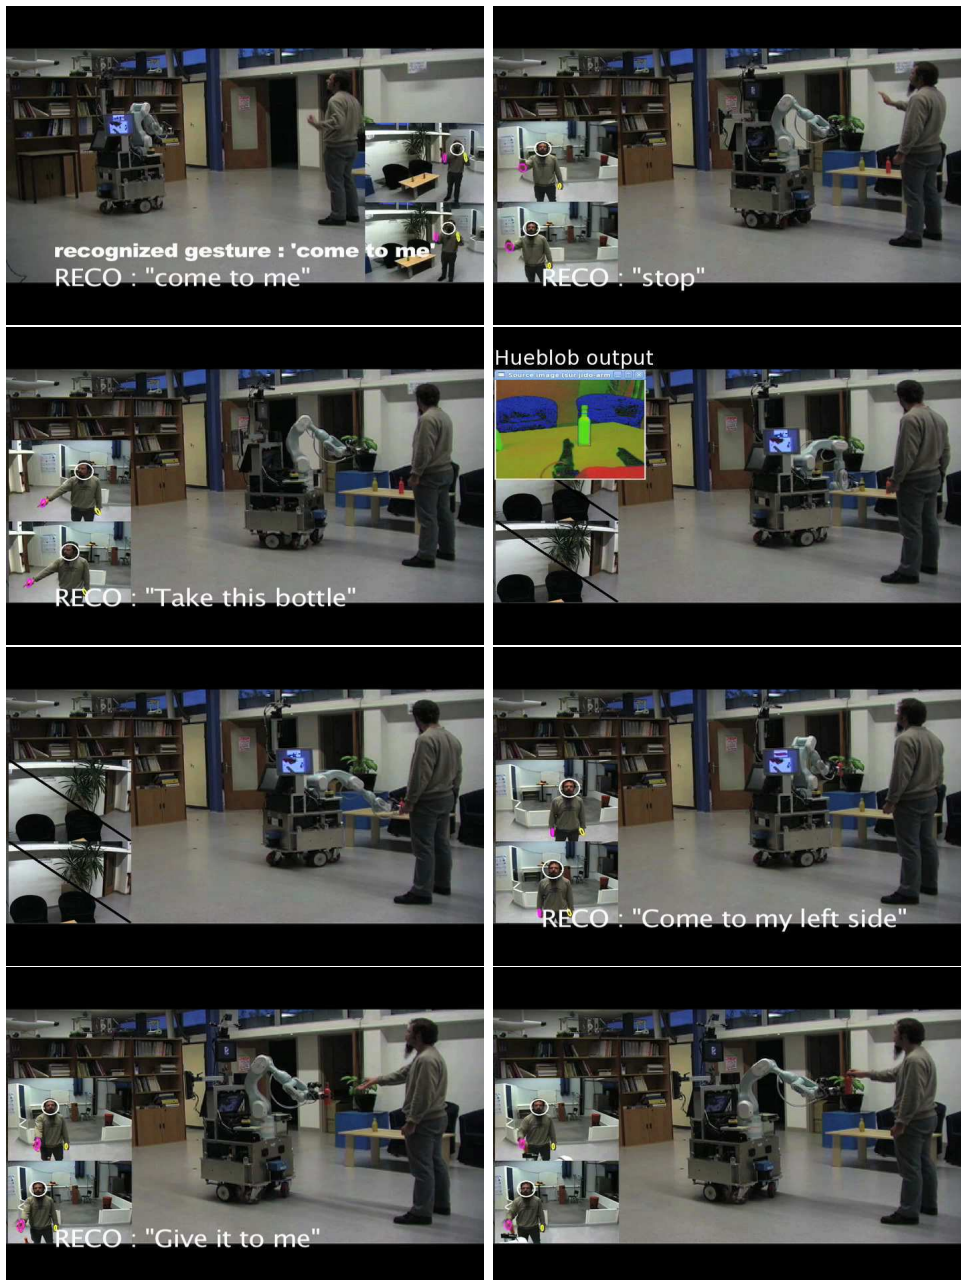 recognized gesture : 'come to me'
RECO : "come to me"
RECO : "stop"
RECO : "Take this bottle"
Hueblob output
RECO : "Come to my left side"
RECO : "Give it to me"